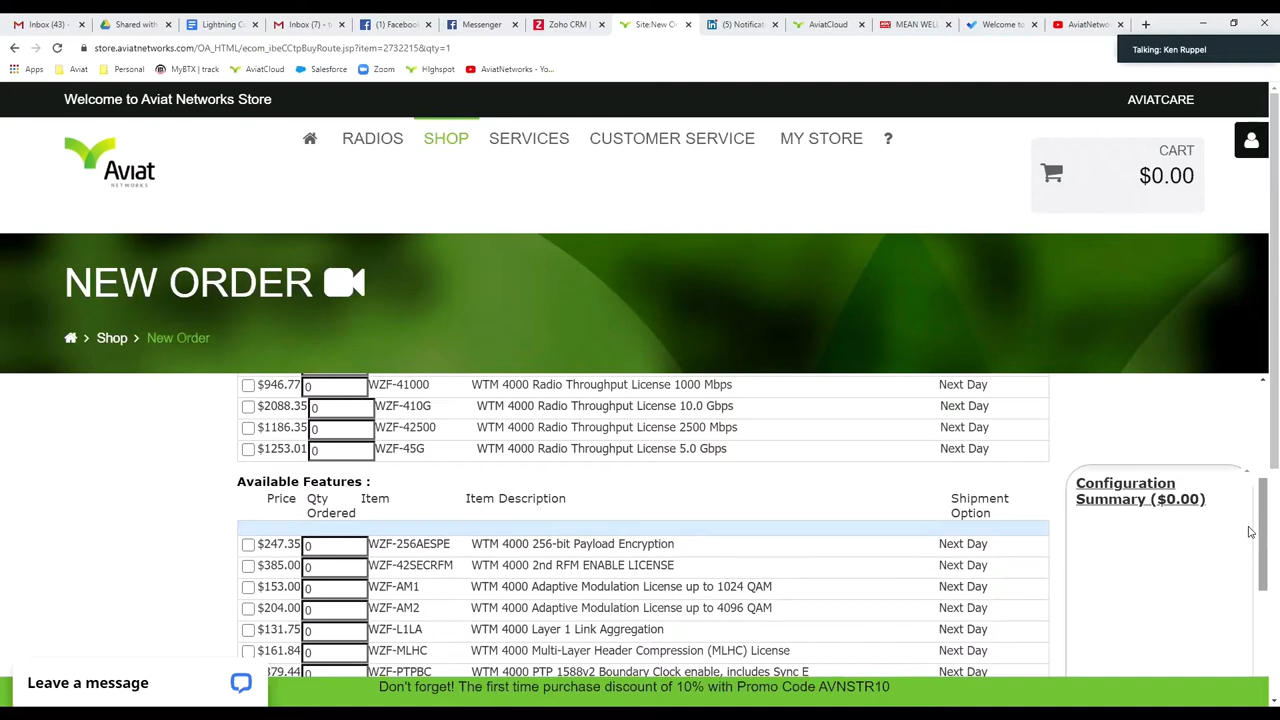 Inbox (43) -
Shared with
Lightning C
Inbox (7) - t
(1) Facebook
Messenger
Zoho CRM
Site:New O
(5) Notificat
AviatCloud
MEAN WELL
Welcome to
AviatNetwo
store.aviatnetworks.com/OA_HTML/ecom_ibeCCtpBuyRoute.jsp?item=2732215&qty=1
Talking: Ken Ruppel
Apps Aviat Personal MyBTX | track AviatCloud Salesforce Zoom HIghspot AviatNetworks - Yo...
Welcome to Aviat Networks Store
AVIATCARE
RADIOS SHOP SERVICES CUSTOMER SERVICE MY STORE ?
CART
$0.00
Aviat
NETWORKS
NEW ORDER
> Shop > New Order
$946.77 0 WZF-41000 WTM 4000 Radio Throughput License 1000 Mbps Next Day
$2088.35 0 WZF-410G WTM 4000 Radio Throughput License 10.0 Gbps Next Day
$1186.35 0 WZF-42500 WTM 4000 Radio Throughput License 2500 Mbps Next Day
$1253.01 0 WZF-45G WTM 4000 Radio Throughput License 5.0 Gbps Next Day
Available Features :
Price Qty Ordered Item Item Description Shipment Option
Configuration
Summary ($0.00)
$247.35 0 WZF-256AESPE WTM 4000 256-bit Payload Encryption Next Day
$385.00 0 WZF-42SECRFM WTM 4000 2nd RFM ENABLE LICENSE Next Day
$153.00 0 WZF-AM1 WTM 4000 Adaptive Modulation License up to 1024 QAM Next Day
$204.00 0 WZF-AM2 WTM 4000 Adaptive Modulation License up to 4096 QAM Next Day
$131.75 0 WZF-L1LA WTM 4000 Layer 1 Link Aggregation Next Day
$161.84 0 WZF-MLHC WTM 4000 Multi-Layer Header Compression (MLHC) License Next Day
379.44 0 WZF-PTPBC WTM 4000 PTP 1588v2 Boundary Clock enable, includes Sync E Next Day
Leave a message
Don't forget! The first time purchase discount of 10% with Promo Code AVNSTR10